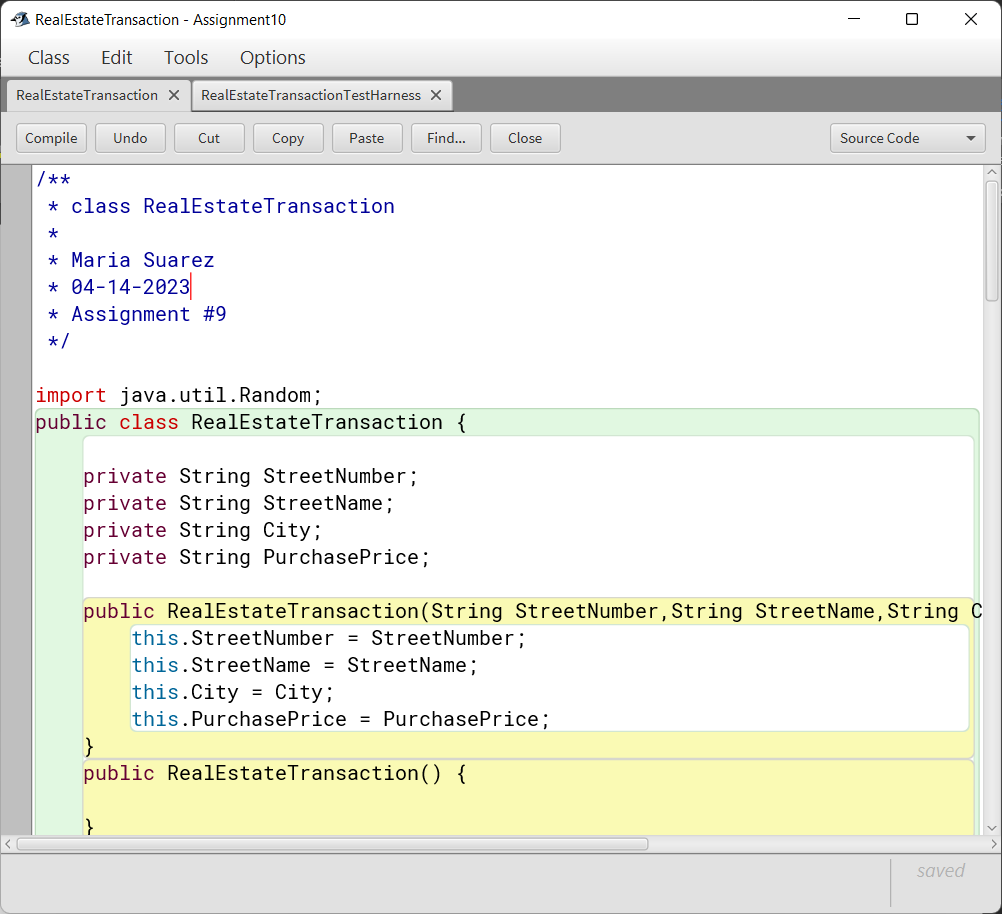 RealEstateTransaction - Assignment10
Class Edit Tools Options
RealEstateTransaction RealEstateTransactionTestHarness
Compile Undo Cut Copy Paste Find... Close Source Code
/**
 * class RealEstateTransaction
 *
 * Maria Suarez
 * 04-14-2023
 * Assignment #9
 */
import java.util.Random;
public class RealEstateTransaction {
    private String StreetNumber;
    private String StreetName;
    private String City;
    private String PurchasePrice;
    public RealEstateTransaction(String StreetNumber,String StreetName,String C
        this.StreetNumber = StreetNumber;
        this.StreetName = StreetName;
        this.City = City;
        this.PurchasePrice = PurchasePrice;
    }
    public RealEstateTransaction() {
    }
saved